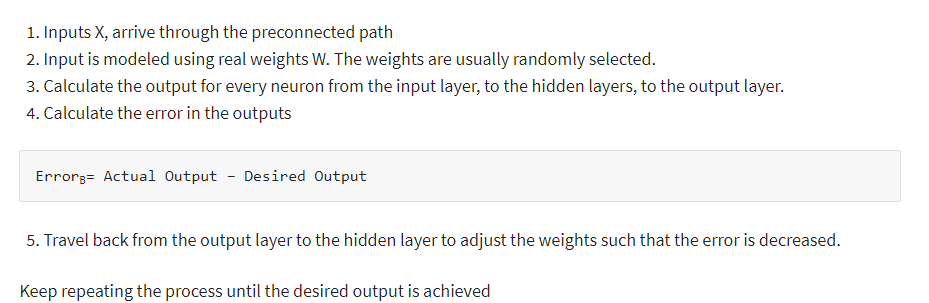 1. Inputs X, arrive through the preconnected path
2. Input is modeled using real weights W. The weights are usually randomly selected.
3. Calculate the output for every neuron from the input layer, to the hidden layers, to the output layer.
4. Calculate the error in the outputs
ErrorB= Actual Output – Desired Output
5. Travel back from the output layer to the hidden layer to adjust the weights such that the error is decreased.
Keep repeating the process until the desired output is achieved